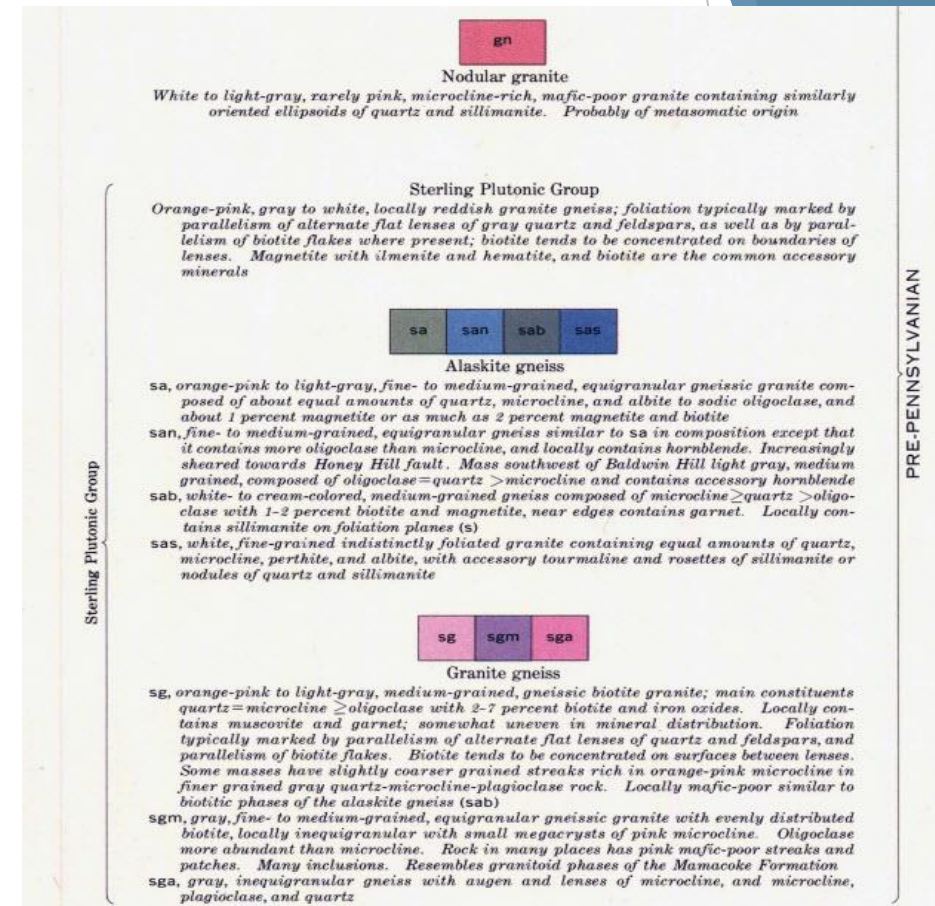 gn
Nodular granite
White to light-gray, rarely pink, microcline-rich, mafic-poor granite containing similarly
oriented ellipsoids of quartz and sillimanite. Probably of metasomatic origin
Sterling Plutonic Group
Orange-pink, gray to white, locally reddish granite gneiss; foliation typically marked by
parallelism of alternate flat lenses of gray quartz and feldspars, as well as by paral-
lelism of biotite flakes where present; biotite tends to be concentrated on boundaries of
lenses. Magnetite with ilmenite and hematite, and biotite are the common accessory
minerals
sa san sab sas
Alaskite gneiss
sa, orange-pink to light-gray, fine- to medium-grained, equigranular gneissic granite com-
posed of about equal amounts of quartz, microcline, and albite to sodic oligoclase, and
about 1 percent magnetite or as much as 2 percent magnetite and biotite
san, fine- to medium-grained, equigranular gneiss similar to sa in composition except that
it contains more oligoclase than microcline, and locally contains hornblende. Increasingly
sheared towards Honey Hill fault. Mass southwest of Baldwin Hill light gray, medium
grained, composed of oligoclase=quartz >microcline and contains accessory hornblende
sab, white- to cream-colored, medium-grained gneiss composed of microcline≥quartz >oligo-
clase with 1-2 percent biotite and magnetite, near edges contains garnet. Locally con-
tains sillimanite on foliation planes (s)
sas, white, fine-grained indistinctly foliated granite containing equal amounts of quartz,
microcline, perthite, and albite, with accessory tourmaline and rosettes of sillimanite or
nodules of quartz and sillimanite
sg sgm sga
Granite gneiss
sg, orange-pink to light-gray, medium-grained, gneissic biotite granite; main constituents
quartz=microcline ≥oligoclase with 2-7 percent biotite and iron oxides. Locally con-
tains muscovite and garnet; somewhat uneven in mineral distribution. Foliation
typically marked by parallelism of alternate flat lenses of quartz and feldspars, and
parallelism of biotite flakes. Biotite tends to be concentrated on surfaces between lenses.
Some masses have slightly coarser grained streaks rich in orange-pink microcline in
finer grained gray quartz-microcline-plagioclase rock. Locally mafic-poor similar to
biotitic phases of the alaskite gneiss (sab)
sgm, gray, fine- to medium-grained, equigranular gneissic granite with evenly distributed
biotite, locally inequigranular with small megacrysts of pink microcline. Oligoclase
more abundant than microcline. Rock in many places has pink mafic-poor streaks and
patches. Many inclusions. Resembles granitoid phases of the Mamacoke Formation
sga, gray, inequigranular gneiss with augen and lenses of microcline, and microcline,
plagioclase, and quartz
Sterling Plutonic Group
PRE-PENNSYLVANIAN